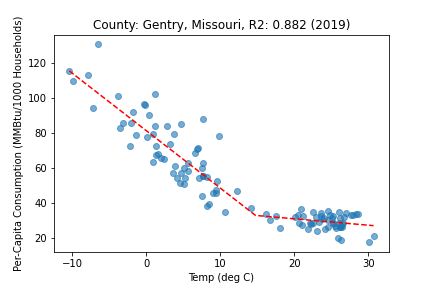 County: Gentry, Missouri, R2: 0.882 (2019)
Per-Capita Consumption (MMBtu/1000 Households)
120
100
80
60
40
20
−10 0 10 20 30
Temp (deg C)